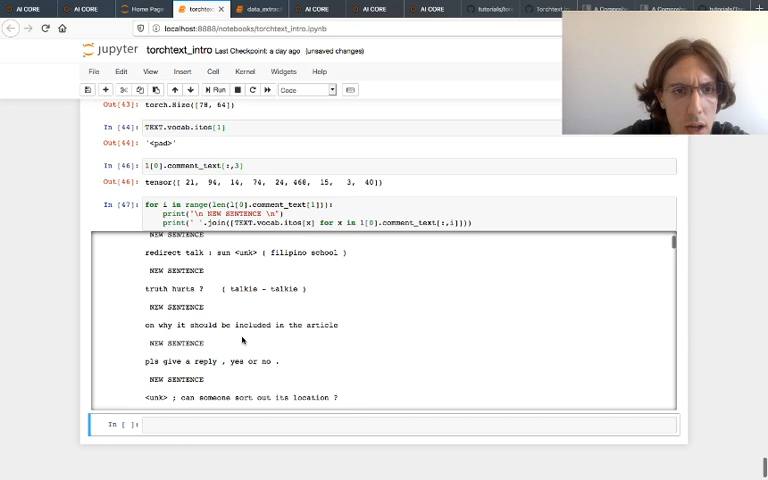 AI CORE AI CORE Home Page torchtex data_extrac AI CORE AI CORE AI CORE tutorials/tor
localhost:8888/notebooks/torchtext_intro.ipynb
jupyter torchtext_intro Last Checkpoint: a day ago (unsaved changes)
File Edit View Insert Cell Kernel Widgets Help
Run Code
Out[43]: torch.Size([78, 64])
In [44] TEXT.vocab.itos[1]
Out[44]: '<pad>'
In [46] l[0].comment_text[:,3]
Out[46]: tensor([ 21, 94, 14, 74, 24, 468, 15, 3, 40])
In [47] for i in range(len(l[0].comment_text[1])):
print('\n NEW SENTENCE \n')
print(' '.join([TEXT.vocab.itos[x] for x in l[0].comment_text[:,i]]))
NEW SENTENCE
redirect talk : sun <unk> ( filipino school )
NEW SENTENCE
truth hurts ? ( talkie - talkie )
NEW SENTENCE
on why it should be included in the article
NEW SENTENCE
pls give a reply , yes or no .
NEW SENTENCE
<unk> ; can someone sort out its location ?
In [ ]: